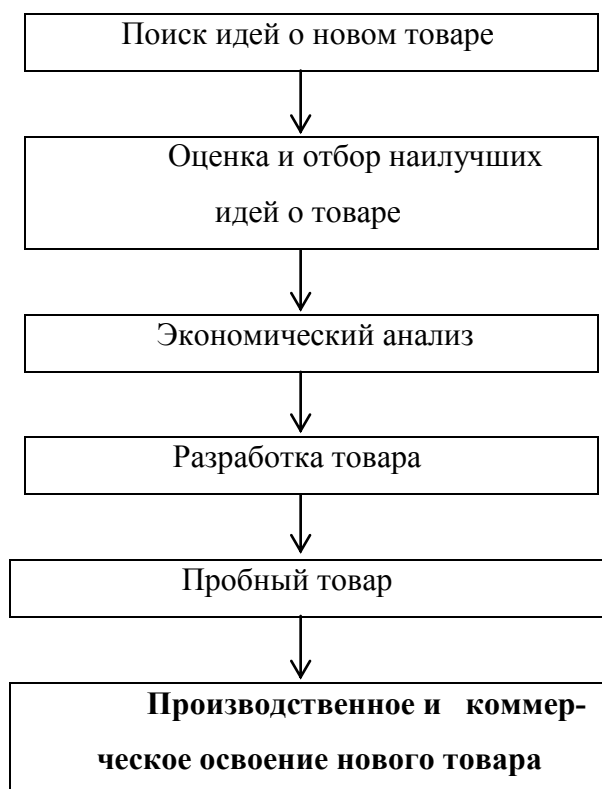 Поиск идей о новом товаре
Оценка и отбор наилучших
идей о товаре
Экономический анализ
Разработка товара
Пробный товар
Производственное и коммер-
ческое освоение нового товара